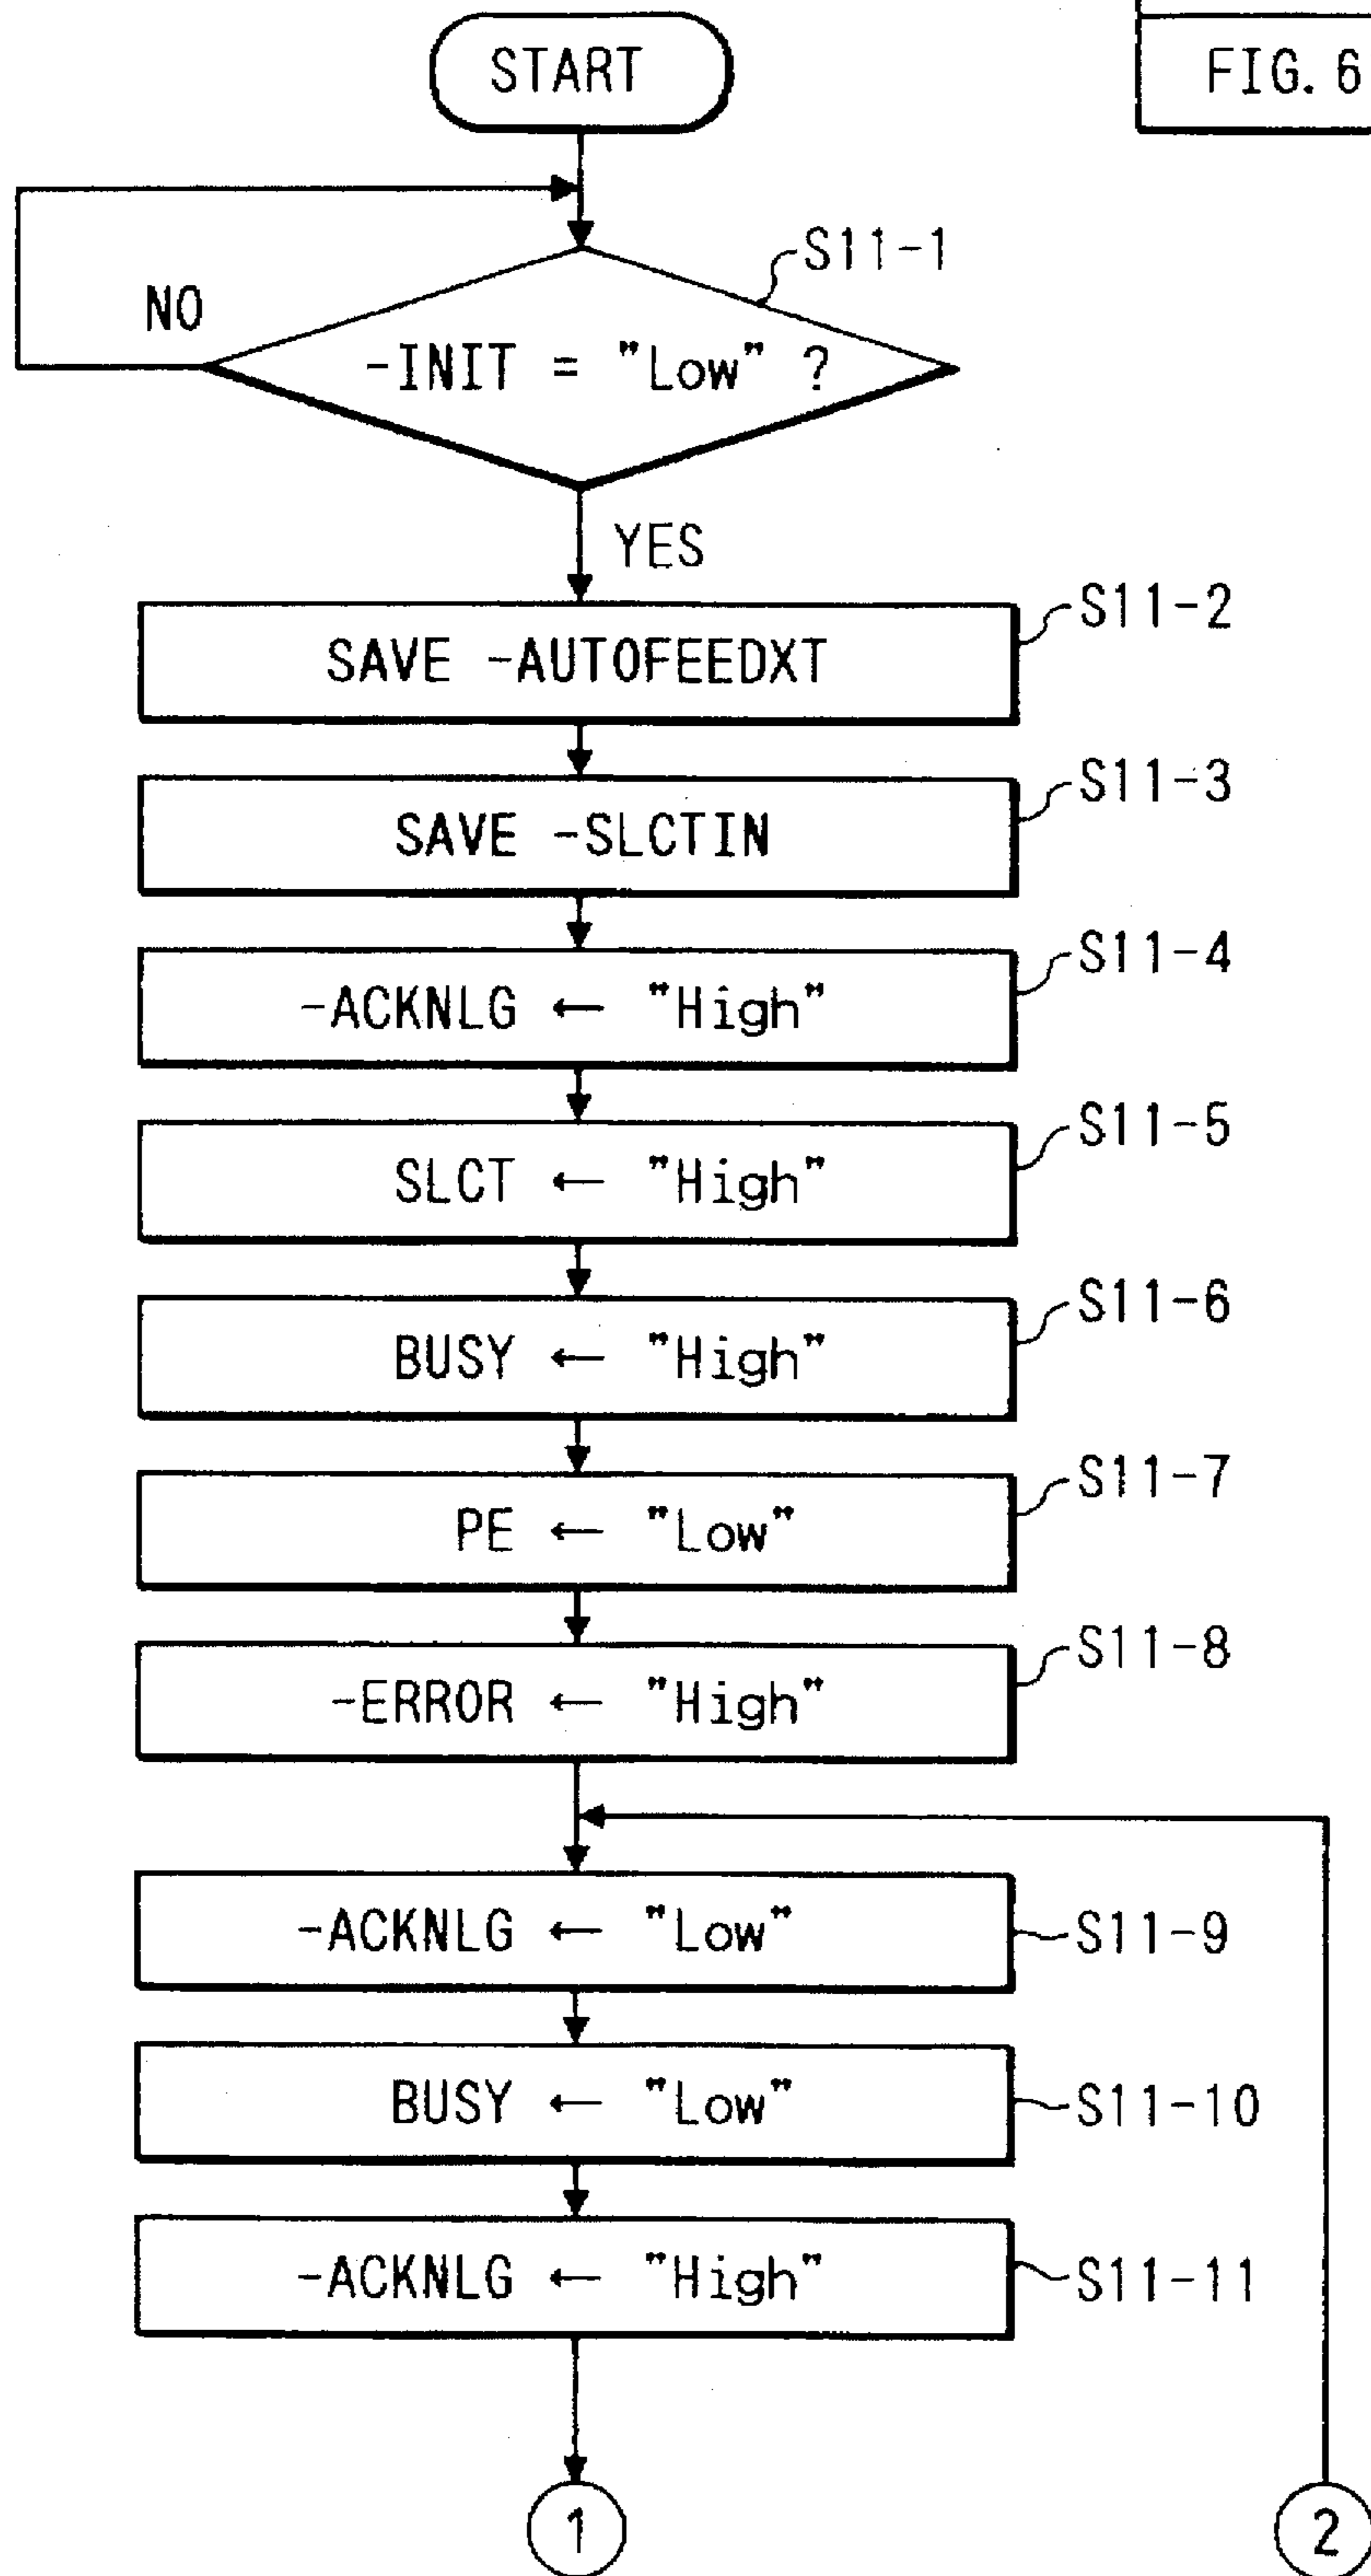 START
FIG. 6
S11-1
NO
-INIT = "Low" ?
YES
S11-2
SAVE -AUTOFEEDXT
S11-3
SAVE -SLCTIN
S11-4
-ACKNLG ← "High"
S11-5
SLCT ← "High"
S11-6
BUSY ← "High"
S11-7
PE ← "Low"
S11-8
-ERROR ← "High"
-ACKNLG ← "Low"
S11-9
BUSY ← "Low"
S11-10
-ACKNLG ← "High"
S11-11
1
2